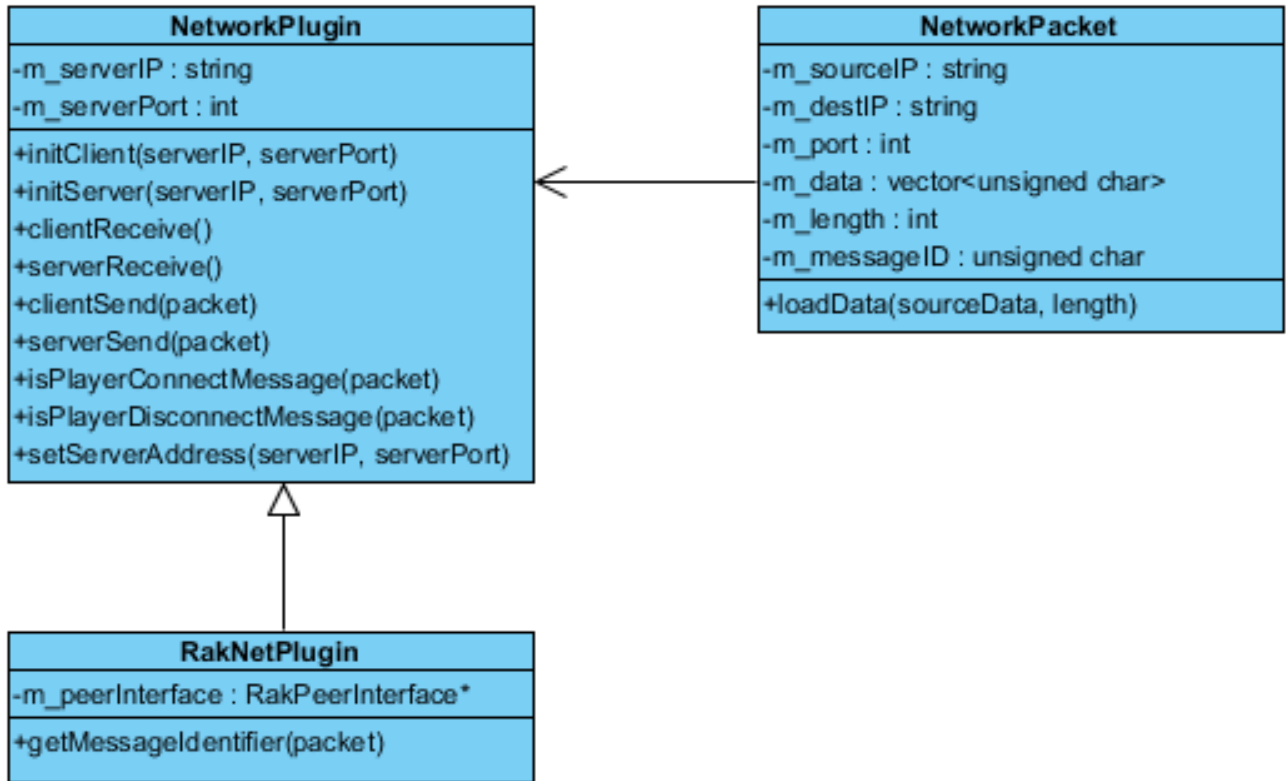 NetworkPlugin
-m_serverIP : string
-m_serverPort : int
+initClient(serverIP, serverPort)
+initServer(serverIP, serverPort)
+clientReceive()
+serverReceive()
+clientSend(packet)
+serverSend(packet)
+isPlayerConnectMessage(packet)
+isPlayerDisconnectMessage(packet)
+setServerAddress(serverIP, serverPort)
NetworkPacket
-m_sourceIP : string
-m_destIP : string
-m_port : int
-m_data : vector<unsigned char>
-m_length : int
-m_messageID : unsigned char
+loadData(sourceData, length)
RakNetPlugin
-m_peerInterface : RakPeerInterface*
+getMessageIdentifier(packet)